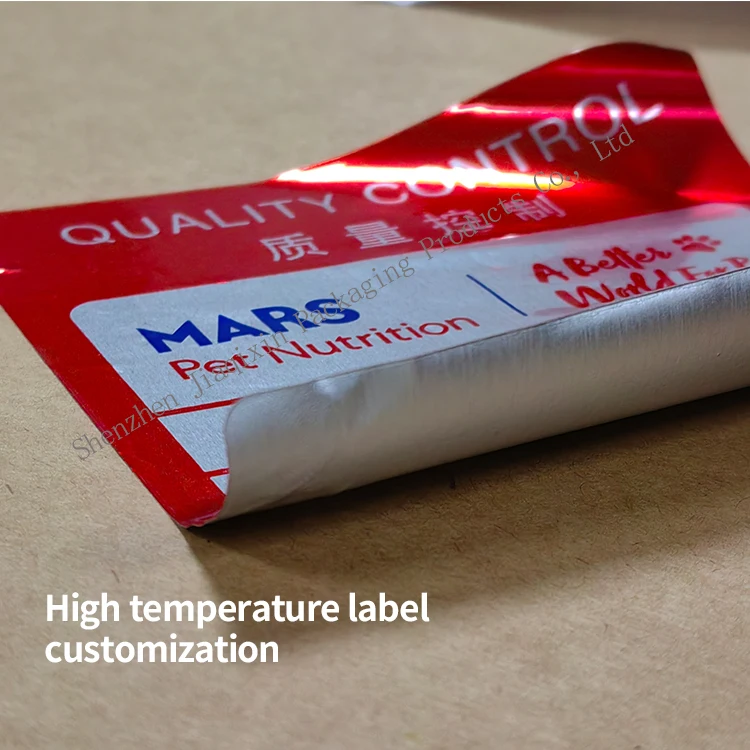 QUALITY CONTROL
质量控制
MARS
Pet Nutrition
A Better
World For
Shenzhen Jiaqixin Packaging Products Co., Ltd
High temperature label
customization